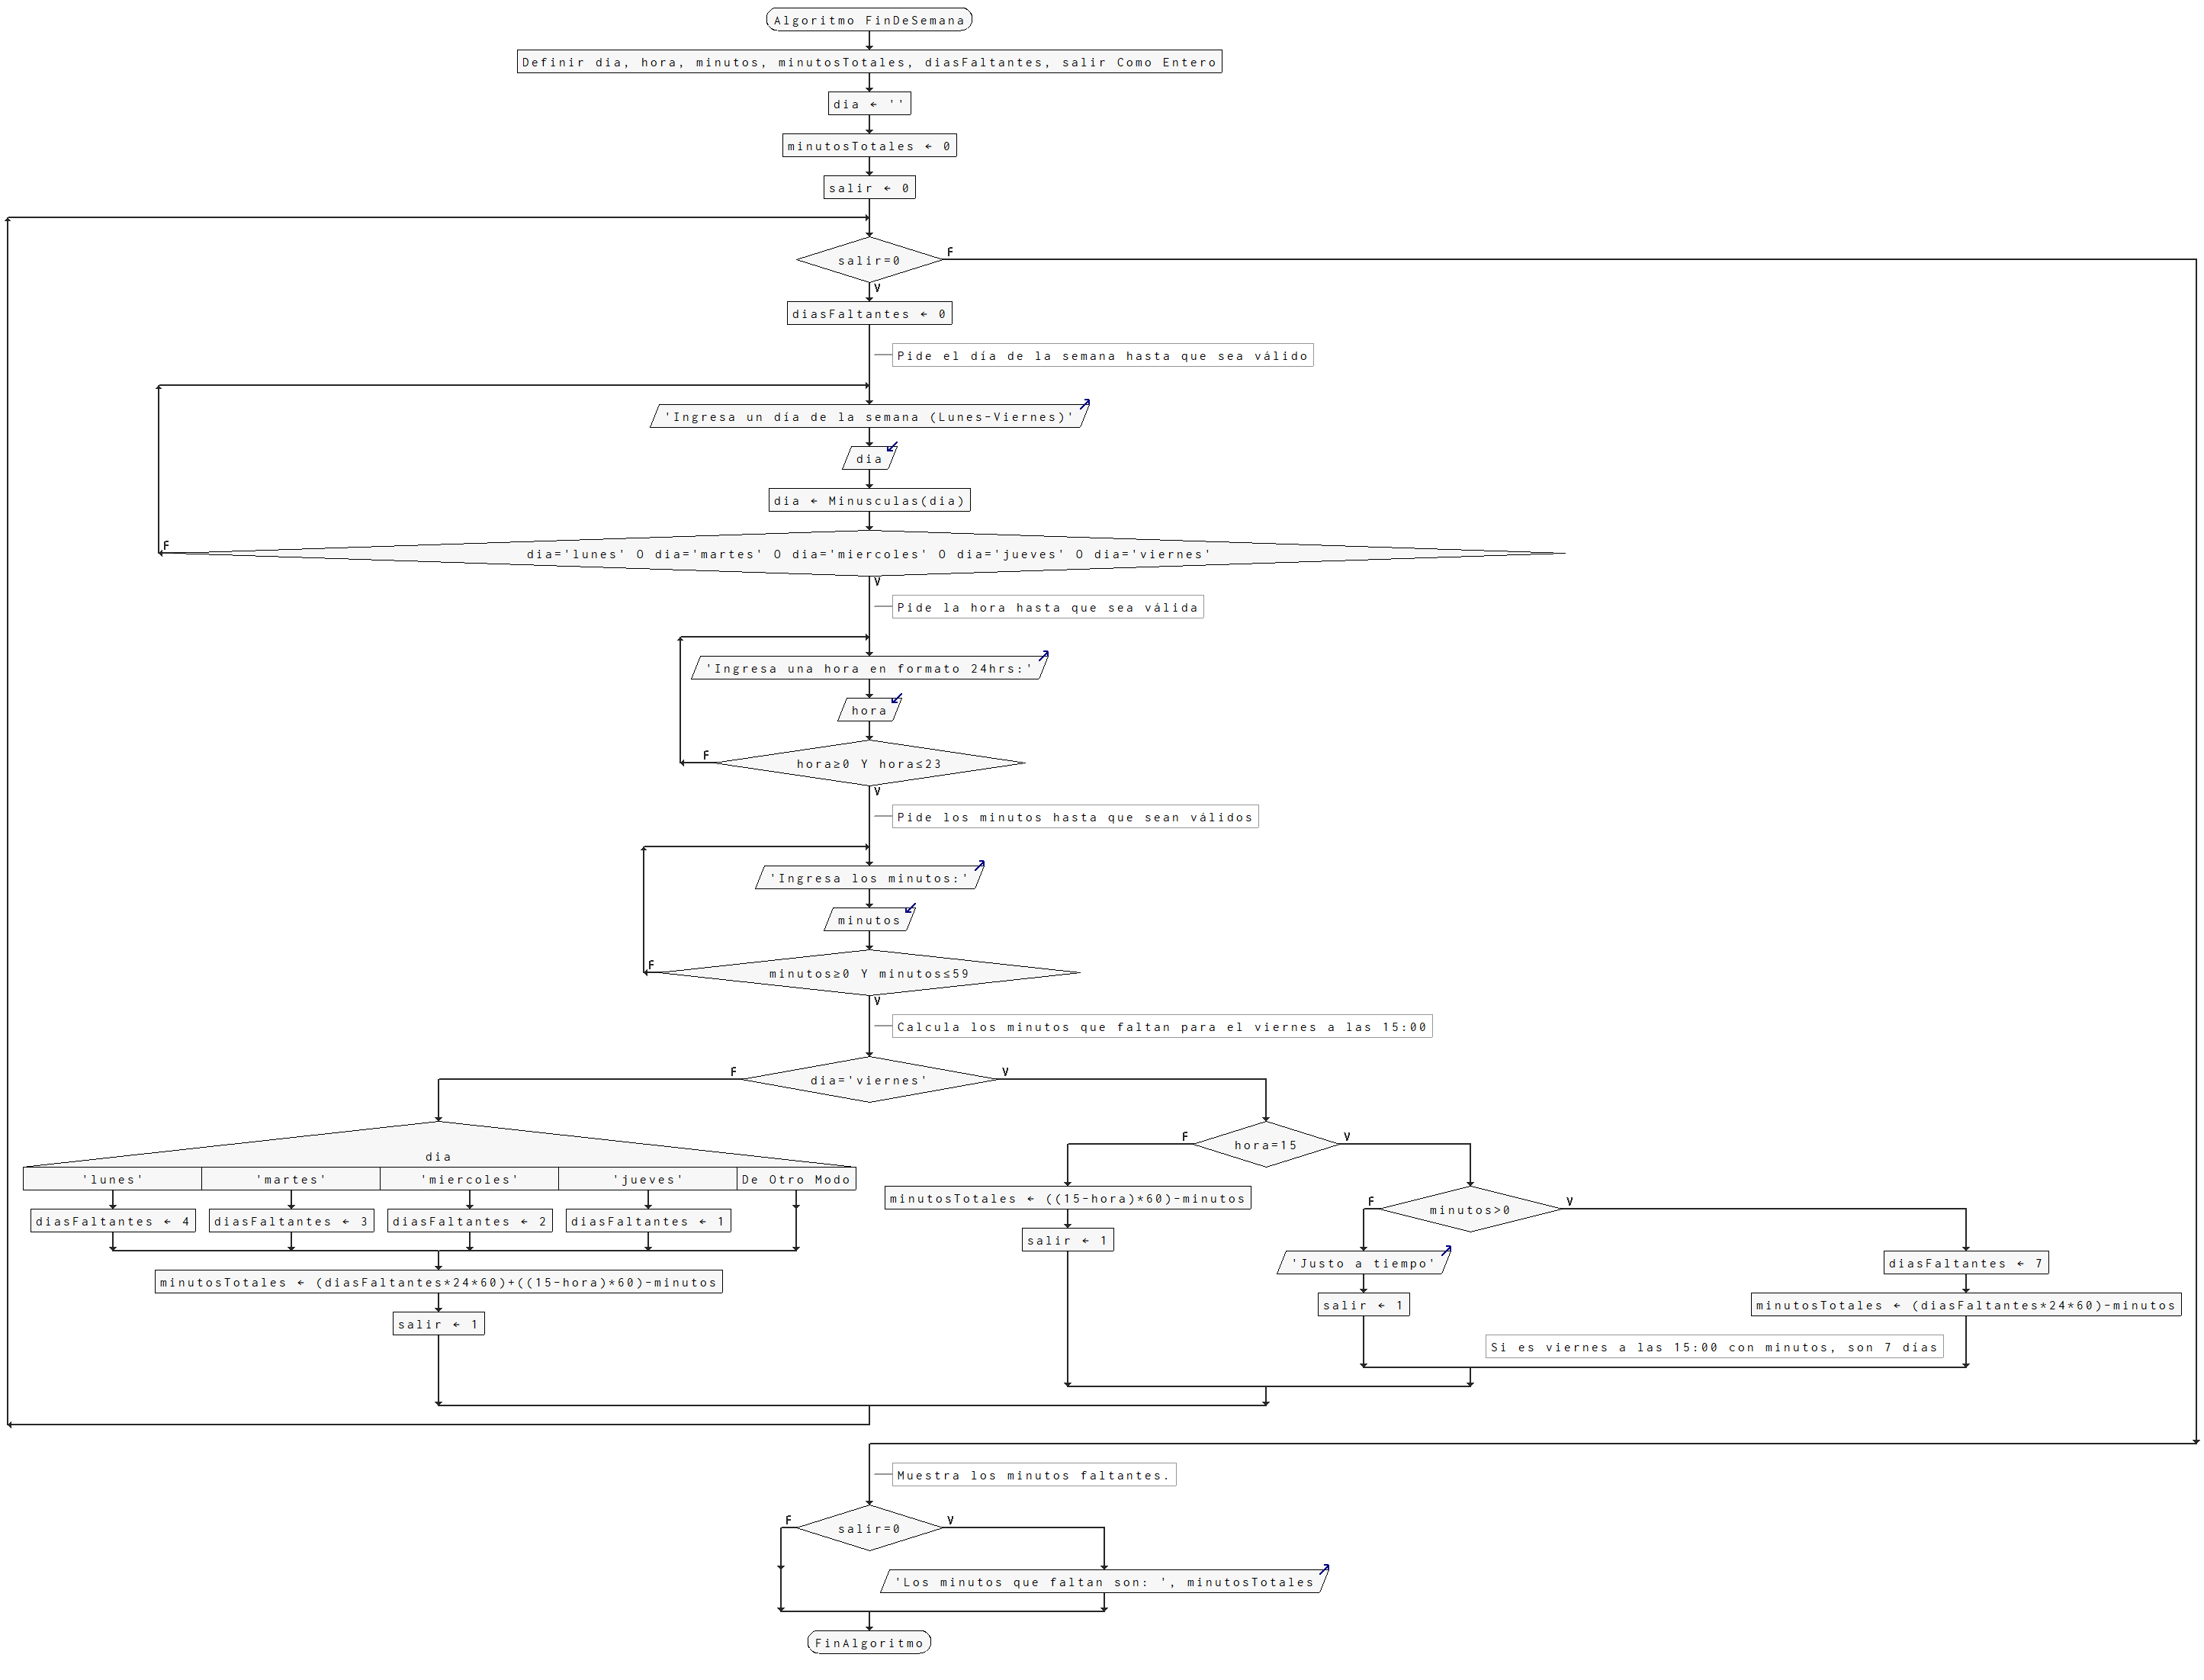 Algoritmo FinDeSemana
Definir dia, hora, minutos, minutosTotales, diasFaltantes, salir Como Entero
dia ← ''
minutosTotales ← 0
salir ← 0
salir=0
F
V
diasFaltantes ← 0
Pide el día de la semana hasta que sea válido
'Ingresa un día de la semana (Lunes-Viernes)'
dia
dia ← Minusculas(dia)
dia='lunes' O dia='martes' O dia='miercoles' O dia='jueves' O dia='viernes'
F
V
Pide la hora hasta que sea válida
'Ingresa una hora en formato 24hrs:'
hora
hora≥0 Y hora≤23
F
V
Pide los minutos hasta que sean válidos
'Ingresa los minutos:'
minutos
minutos≥0 Y minutos≤59
F
V
Calcula los minutos que faltan para el viernes a las 15:00
dia='viernes'
F
V
dia
'lunes'
'martes'
'miercoles'
'jueves'
De Otro Modo
diasFaltantes ← 4
diasFaltantes ← 3
diasFaltantes ← 2
diasFaltantes ← 1
minutosTotales ← (diasFaltantes*24*60)+((15-hora)*60)-minutos
salir ← 1
hora=15
F
V
minutosTotales ← ((15-hora)*60)-minutos
salir ← 1
minutos>0
F
V
'Justo a tiempo'
salir ← 1
diasFaltantes ← 7
minutosTotales ← (diasFaltantes*24*60)-minutos
Si es viernes a las 15:00 con minutos, son 7 días
Muestra los minutos faltantes.
salir=0
F
V
'Los minutos que faltan son: ', minutosTotales
FinAlgoritmo